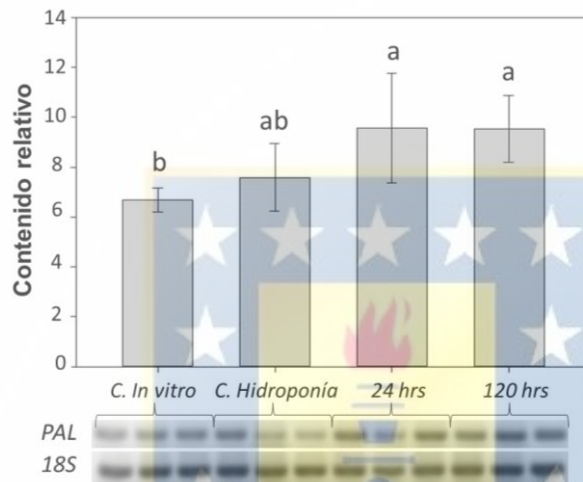 14
12
10
8
6
4
2
0
Contenido relativo
b
ab
a
a
C. In vitro
C. Hidroponía
24 hrs
120 hrs
PAL
18S